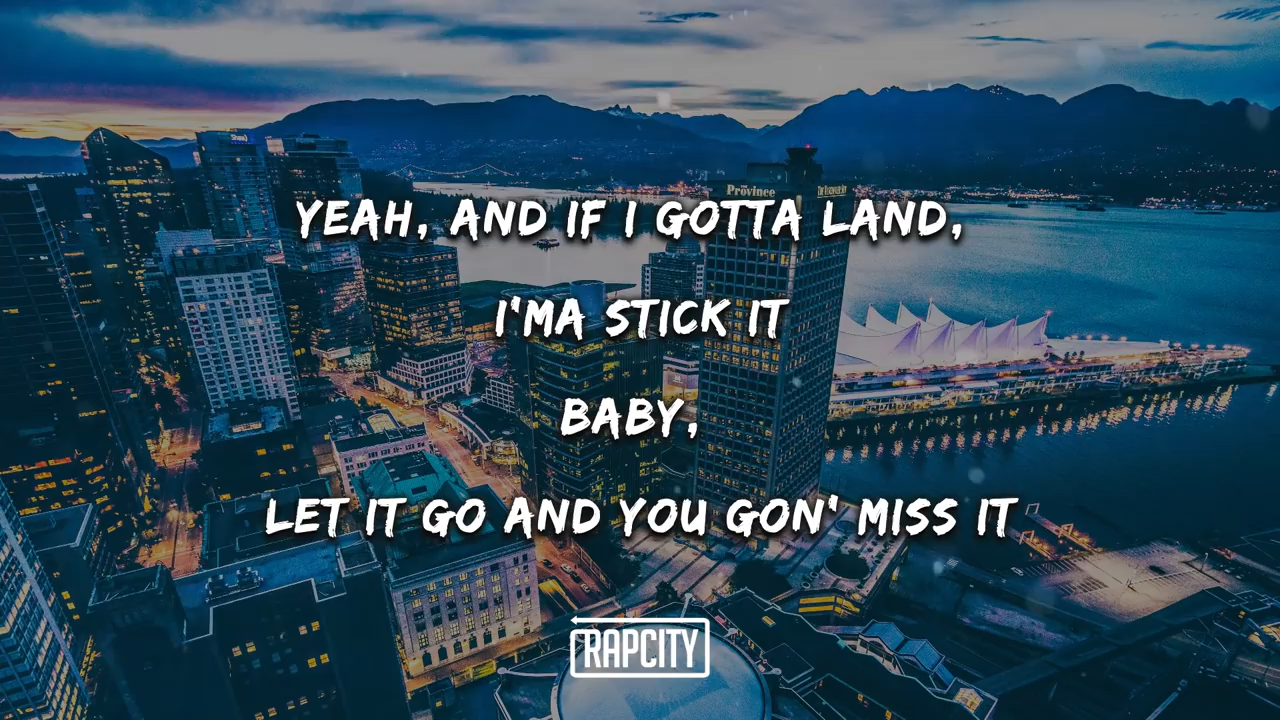 Province
YEAH, AND IF I GOTTA LAND,
I'MA STICK IT
BABY,
LET IT GO AND YOU GON' MISS IT
RAPCITY